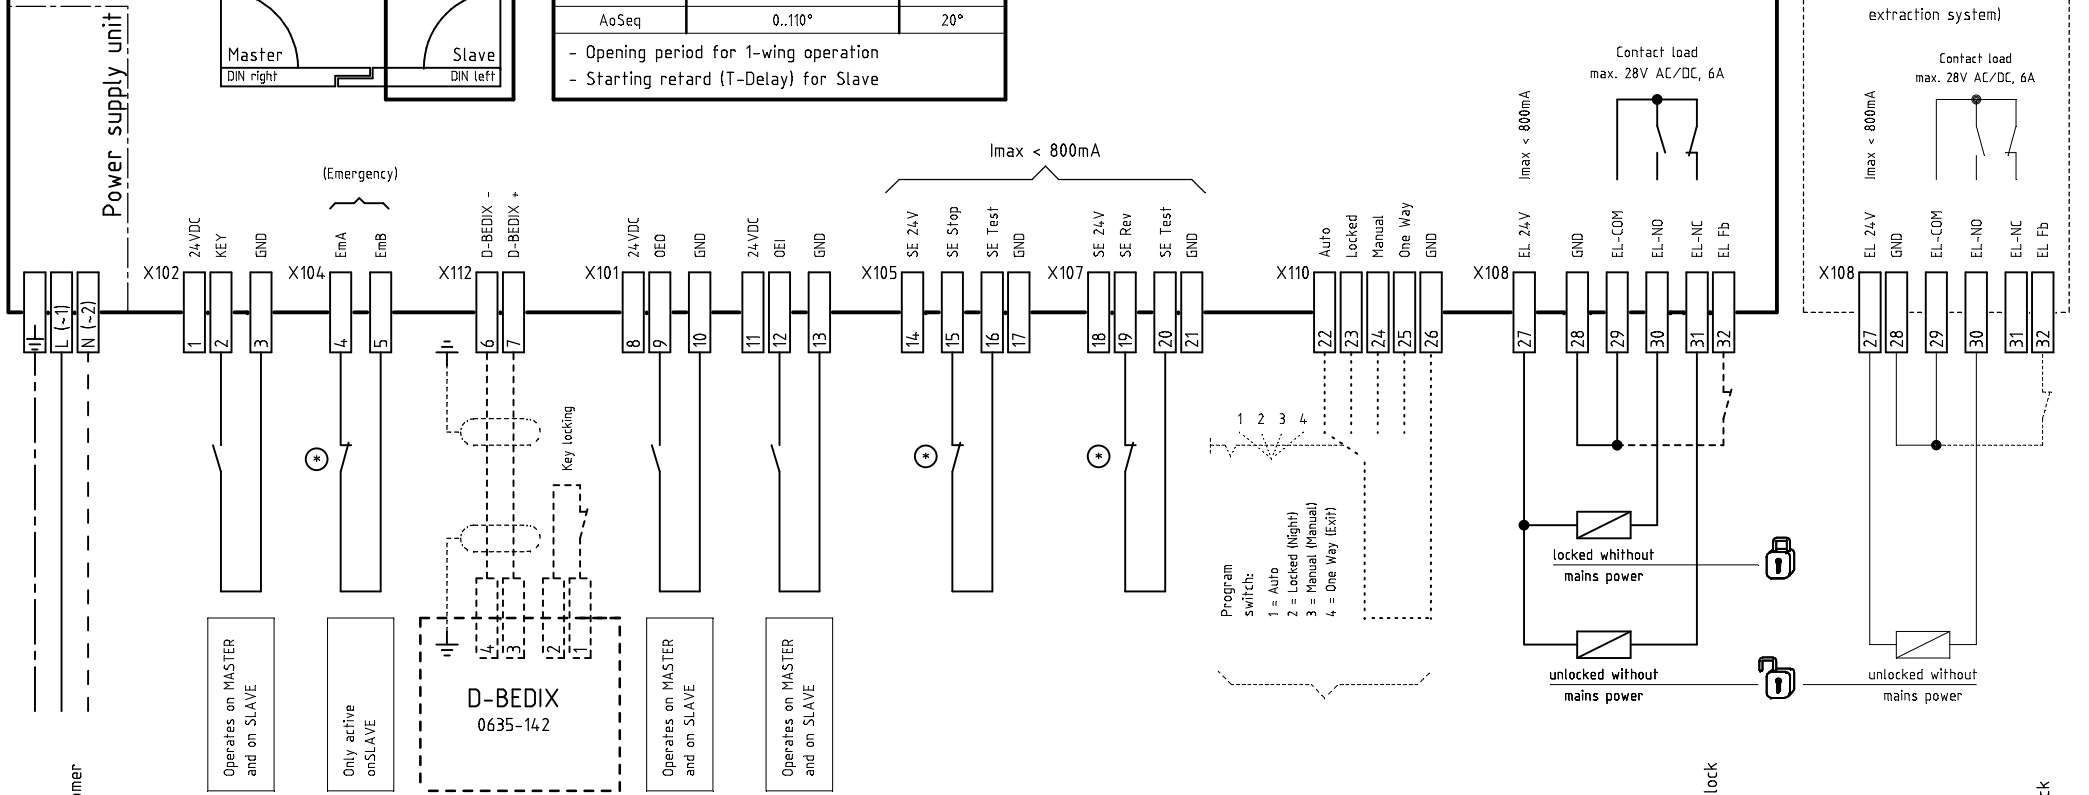 AoSeq 0..110° 20°
- Opening period for 1-wing operation
- Starting retard (T-Delay) for Slave
Master
DIN right
Slave
DIN left
Power supply unit
extraction system)
Contact load
max. 28V AC/DC, 6A
Contact load
max. 28V AC/DC, 6A
Imax < 800mA
Imax < 800mA
Imax < 800mA
(Emergency)
X102
24VDC
KEY
GND
X104
EmA
EmB
X112
D-BEDIX -
D-BEDIX +
X101
24VDC
OEO
GND
24VDC
OEI
GND
X105
SE 24V
SE Stop
SE Test
GND
X107
SE 24V
SE Rev
SE Test
GND
X110
Auto
Locked
Manual
One Way
GND
X108
EL 24V
GND
EL-COM
EL-NO
EL-NC
EL Fb
X108
EL 24V
GND
EL-COM
EL-NO
EL-NC
EL Fb
L (~1)
N (~2)
1 2 3 4 5 6 7 8 9 10 11 12 13 14 15 16 17 18 19 20 21 22 23 24 25 26 27 28 29 30 31 32
27 28 29 30 31 32
1 2 3 4
*
*
*
Key locking
Program
switch:
1 = Auto
2 = Locked (Night)
3 = Manual (Manual)
4 = One Way (Exit)
locked whithout
mains power
unlocked without
mains power
unlocked without
mains power
4 3 2 1
D-BEDIX
0635-142
Operates on MASTER
and on SLAVE
Only active
onSLAVE
Operates on MASTER
and on SLAVE
Operates on MASTER
and on SLAVE
omer
lock
ck